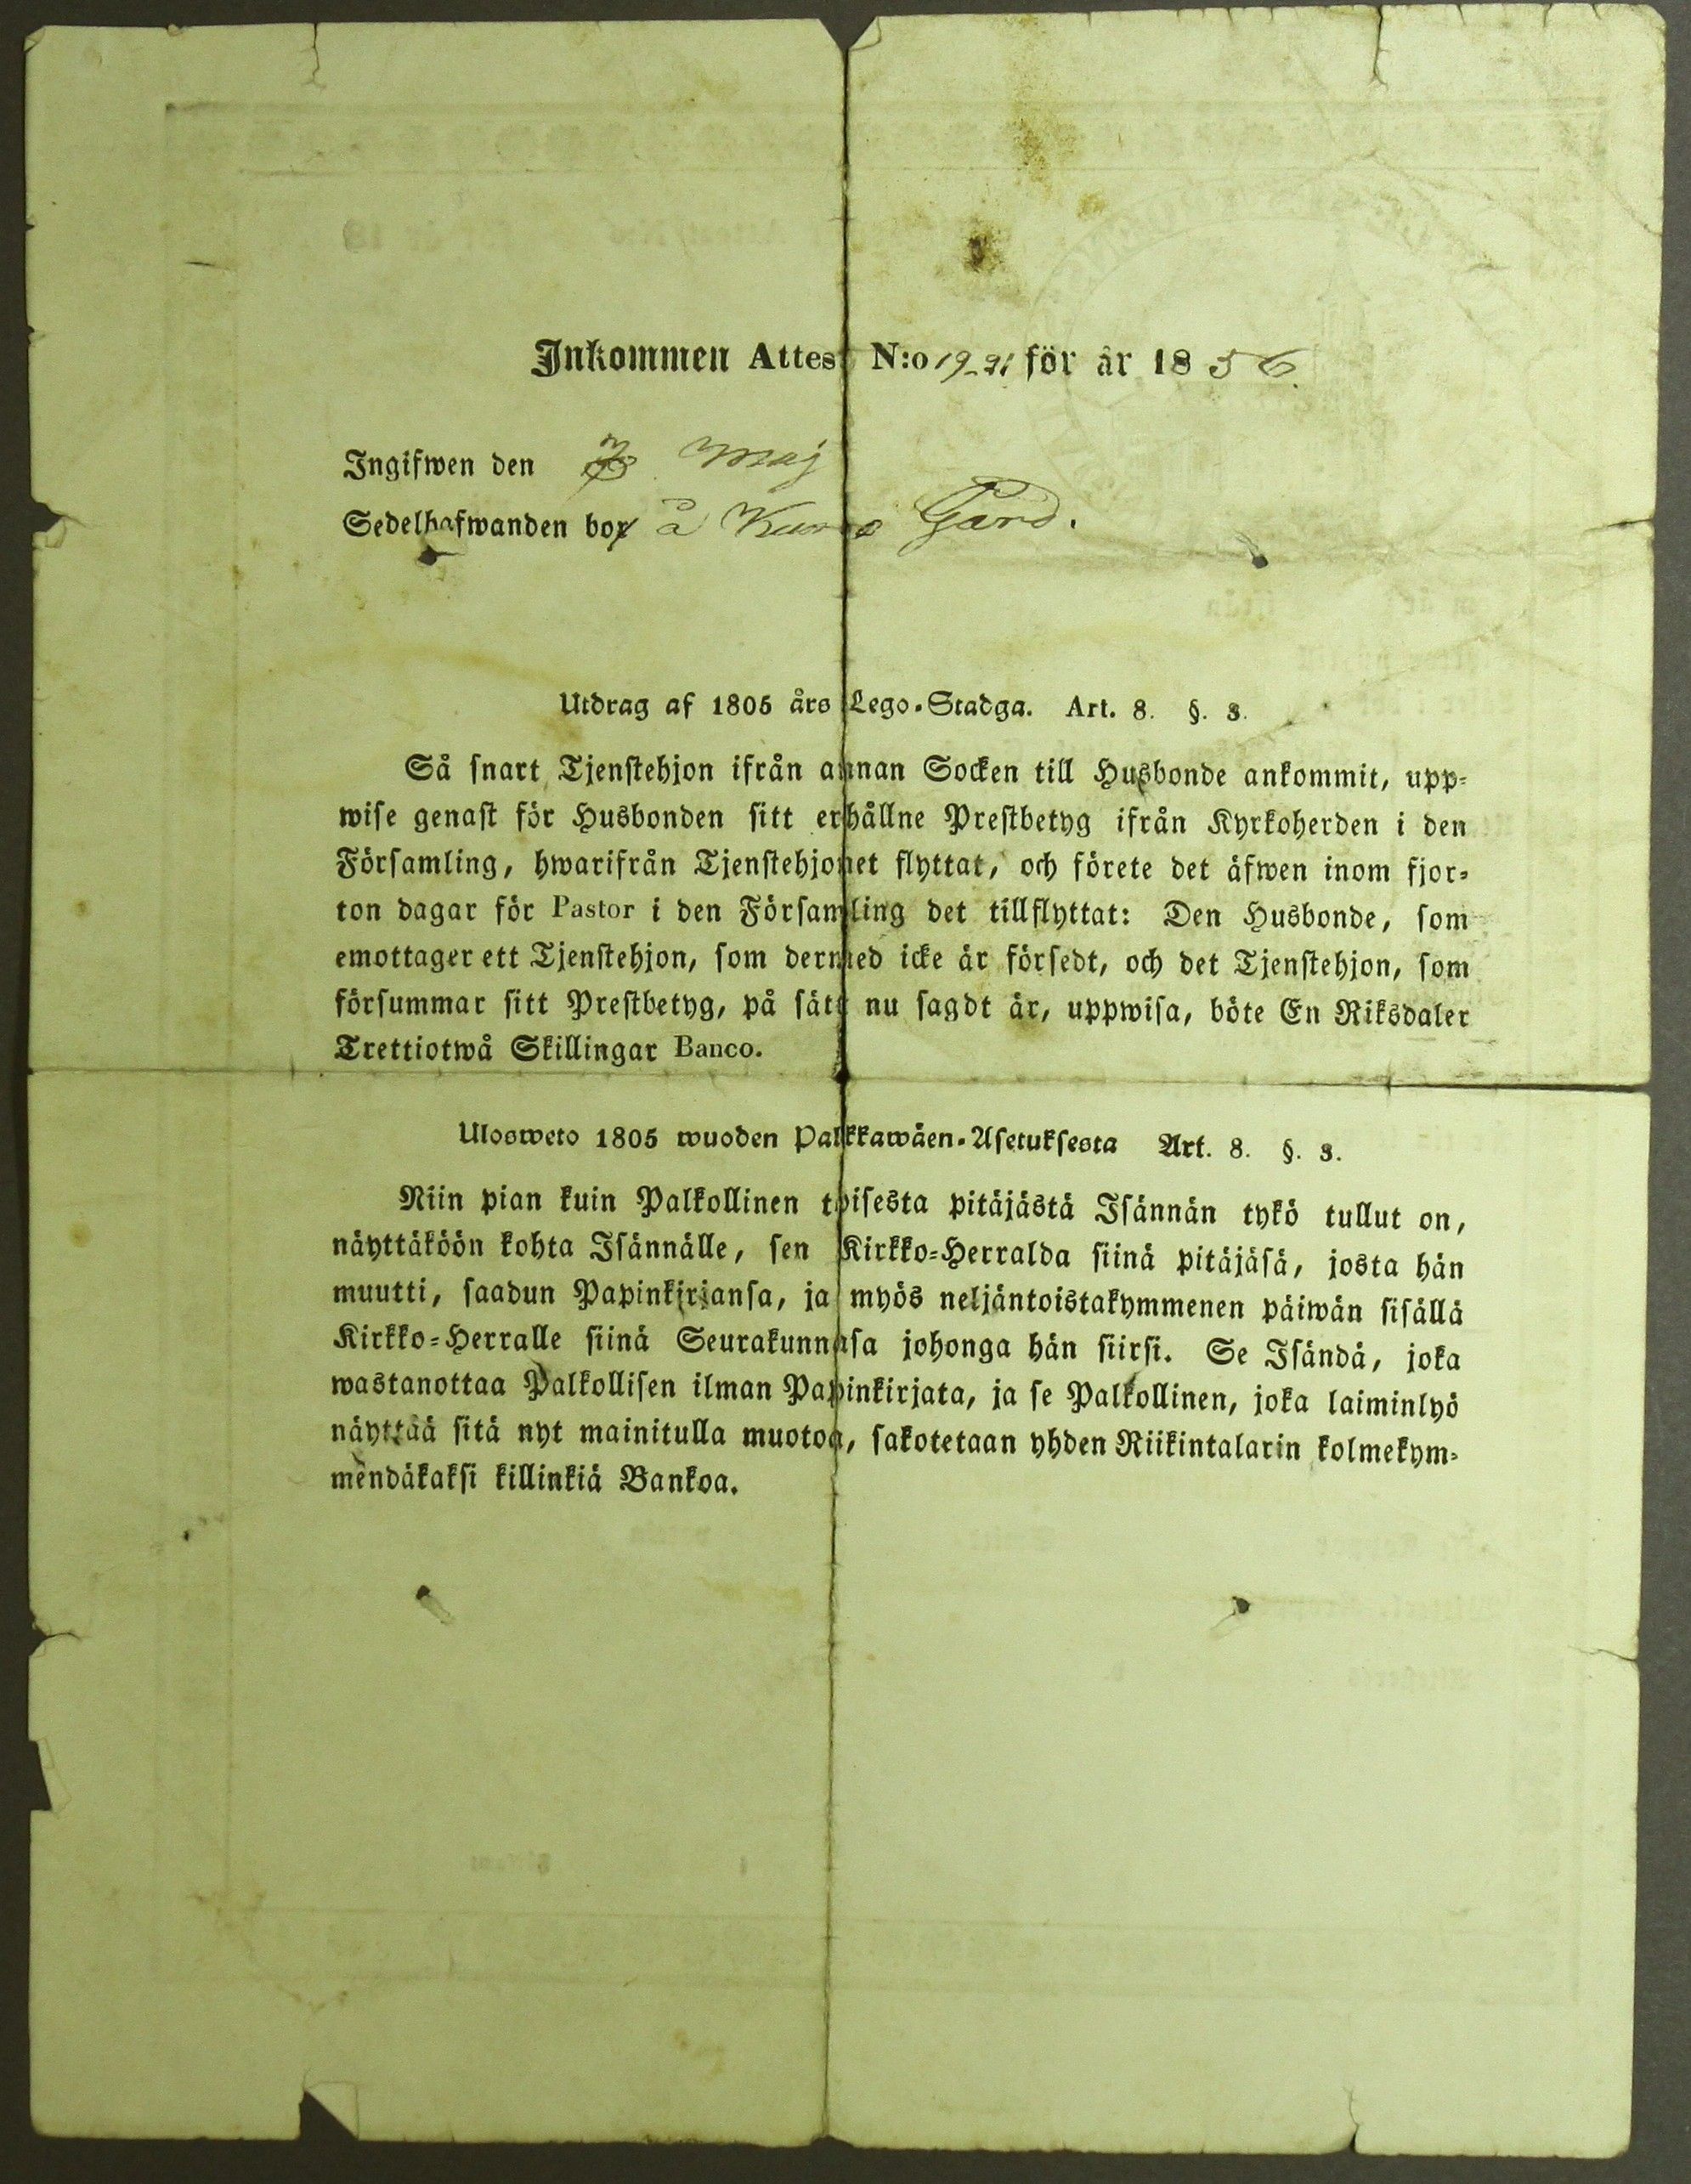 Inkommen Attest N:o 19-21 för år 1856
Ingifwen den 7 Maj
Sedelhafwanden bor å Gård.
Utdrag af 1805 års Lego-Stadga. Art. 8. §. 3.
Så snart Tjenstehjon ifrån annan Socken till Husbonde ankommit, upp-
wise genast för Husbonden sitt erhållne Prestbetyg ifrån Kyrkoherden i den
Församling, hwarifrån Tjenstehjonet flyttat, och förete det äfwen inom fjor-
ton dagar för Pastor i den Församling det tillflyttat: Den Husbonde, som
emottager ett Tjenstehjon, som dermed icke är försedt, och det Tjenstehjon, som
försummar sitt Prestbetyg, på sätt nu sagdt är, uppwisa, böte En Riksdaler
Trettiotwå Skillingar Banco.
Ulosweto 1805 wuoden Palkkawäen-Asetuksesta Art. 8. §. 3.
Niin pian kuin Palkollinen toisesta pitäjästä Isännän tykö tullut on,
näyttäköön kohta Isännälle, sen Kirkko-Herralda siinä pitäjäsä, josta hän
muutti, saadun Papinkirjansa, ja myös neljäntoistakymmenen päiwän sisällä
Kirkko-Herralle siinä Seurakunnasa johonga hän siirsi. Se Isändä, joka
wastanottaa Palkollisen ilman Papinkirjata, ja se Palkollinen, joka laiminlyö
näyttää sitä nyt mainitulla muotoa, sakotetaan yhden Riikintalarin kolmekym-
mendäkaksi killinkiä Bankoa.